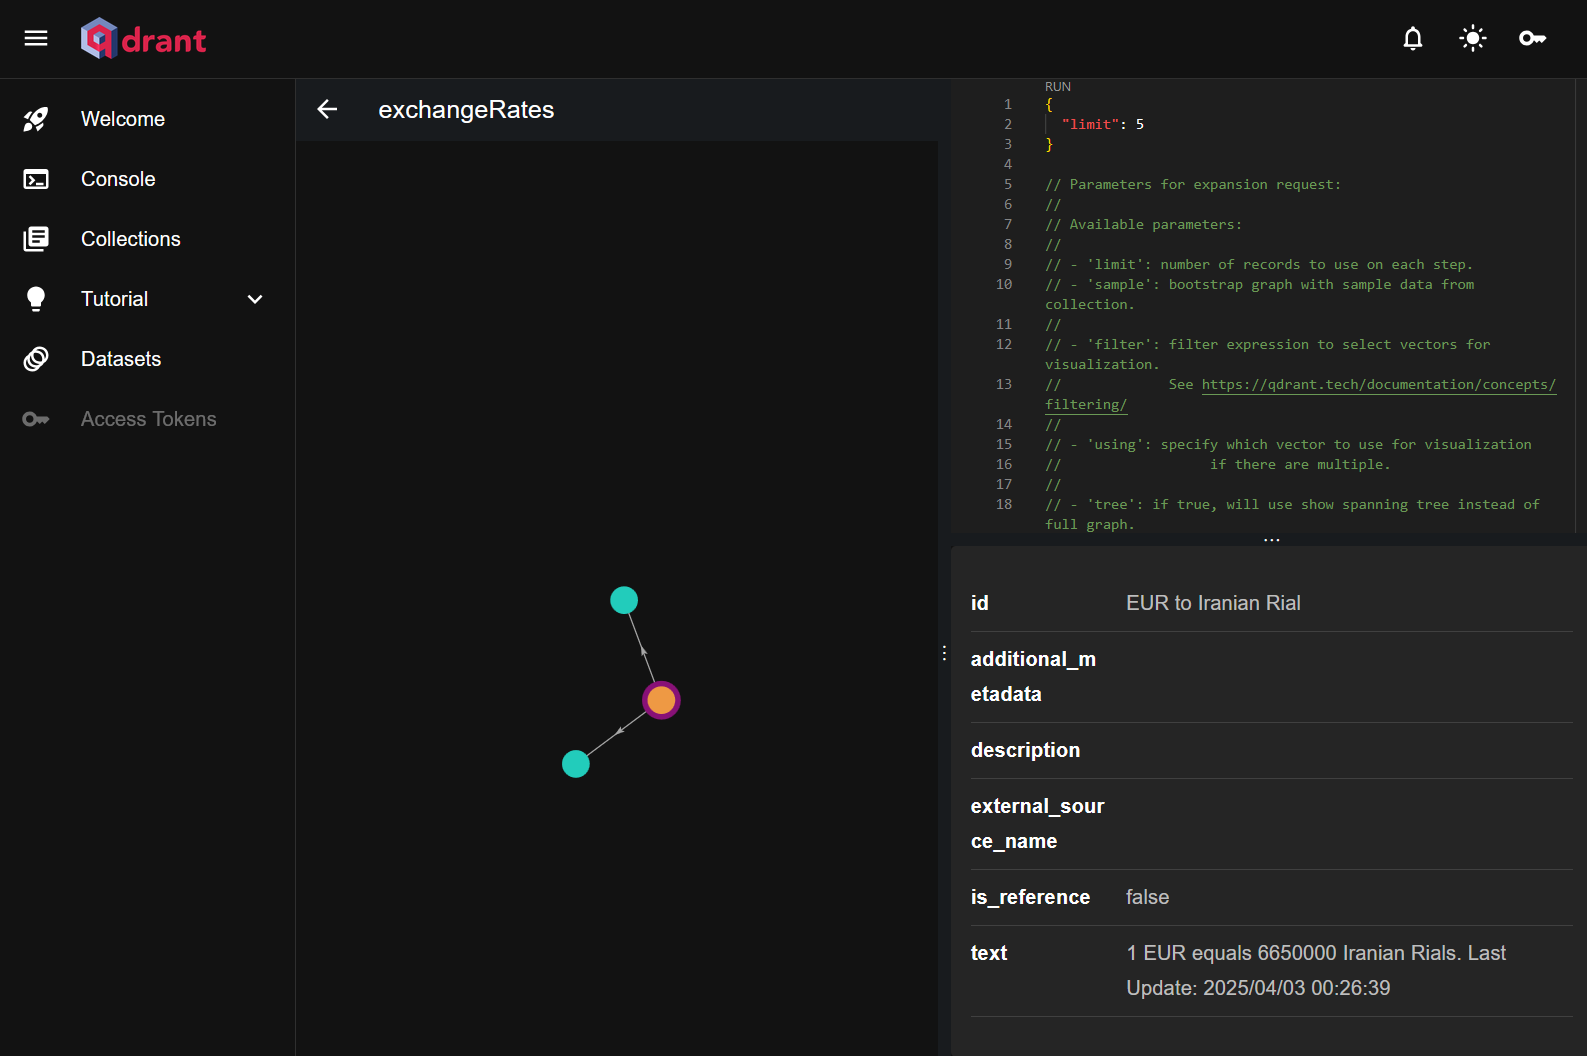 qdrant
Welcome
Console
Collections
Tutorial
Datasets
Access Tokens
exchangeRates
RUN
1 {
2 "limit": 5
3 }
4
5 // Parameters for expansion request:
6 //
7 // Available parameters:
8 //
9 // - 'limit': number of records to use on each step.
10 // - 'sample': bootstrap graph with sample data from
collection.
11 //
12 // - 'filter': filter expression to select vectors for
visualization.
13 // See https://qdrant.tech/documentation/concepts/
filtering/
14 //
15 // - 'using': specify which vector to use for visualization
16 // if there are multiple.
17 //
18 // - 'tree': if true, will use show spanning tree instead of
full graph.
id EUR to Iranian Rial
additional_m
etadata
description
external_sour
ce_name
is_reference false
text 1 EUR equals 6650000 Iranian Rials. Last
Update: 2025/04/03 00:26:39